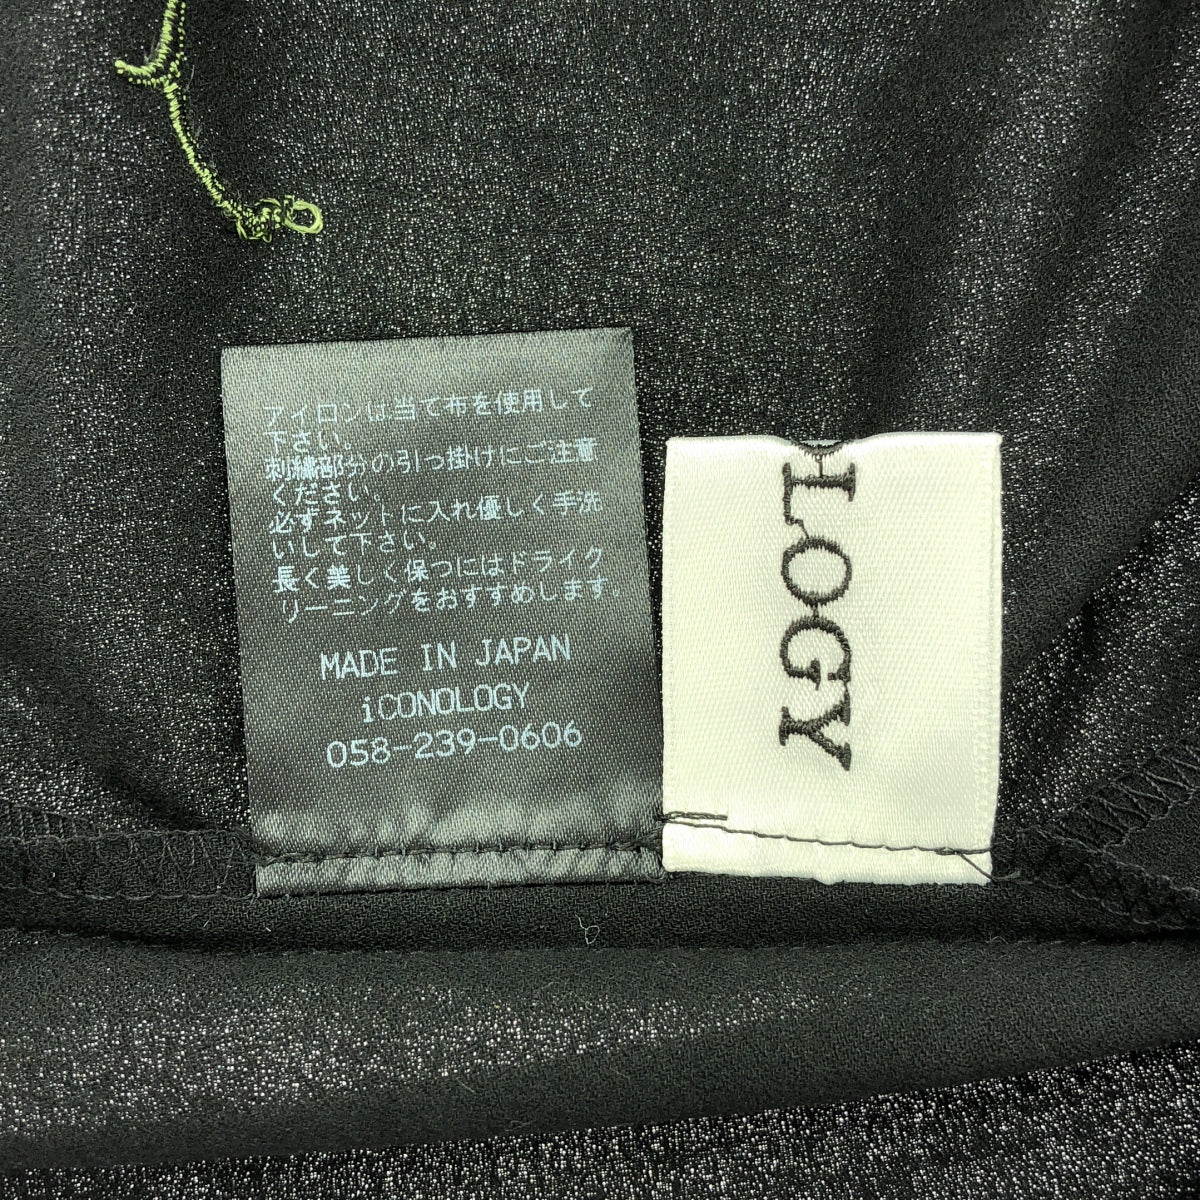 アイロンは当て布を使用して
下さい。
刺繍部分の引っ掛けにご注意
ください。
必ずネットに入れ優しく手洗
いして下さい。
長く美しく保つにはドライク
リーニングをおすすめします。
MADE IN JAPAN
iCONOLOGY
058-239-0606
LOGY